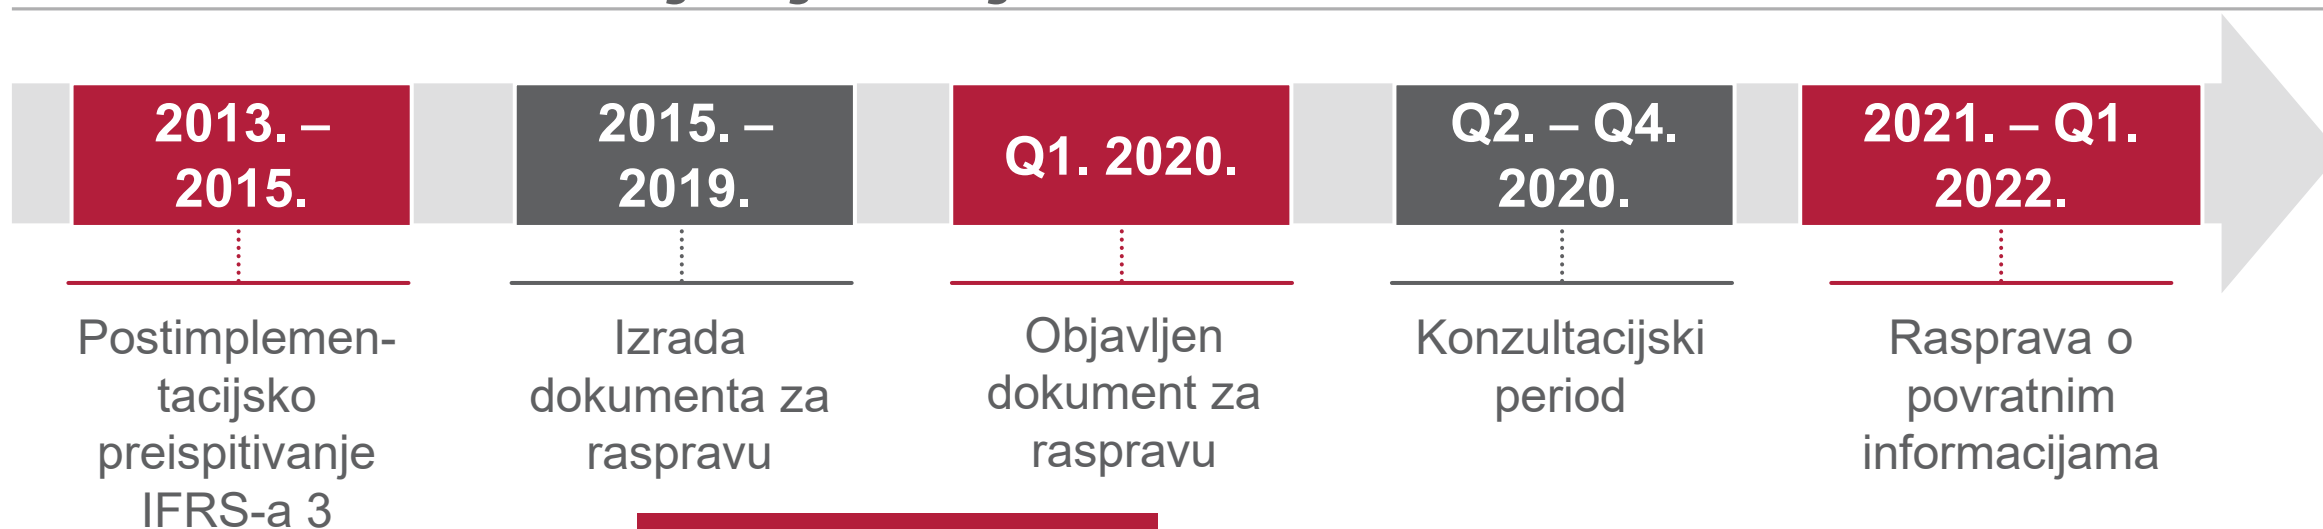 2013. –
2015.
2015. –
2019.
Q1. 2020.
Q2. – Q4.
2020.
2021. – Q1.
2022.
Postimplemen-
tacijsko
preispitivanje
IFRS-a 3
Izrada
dokumenta za
raspravu
Objavljen
dokument za
raspravu
Konzultacijski
period
Rasprava o
povratnim
informacijama